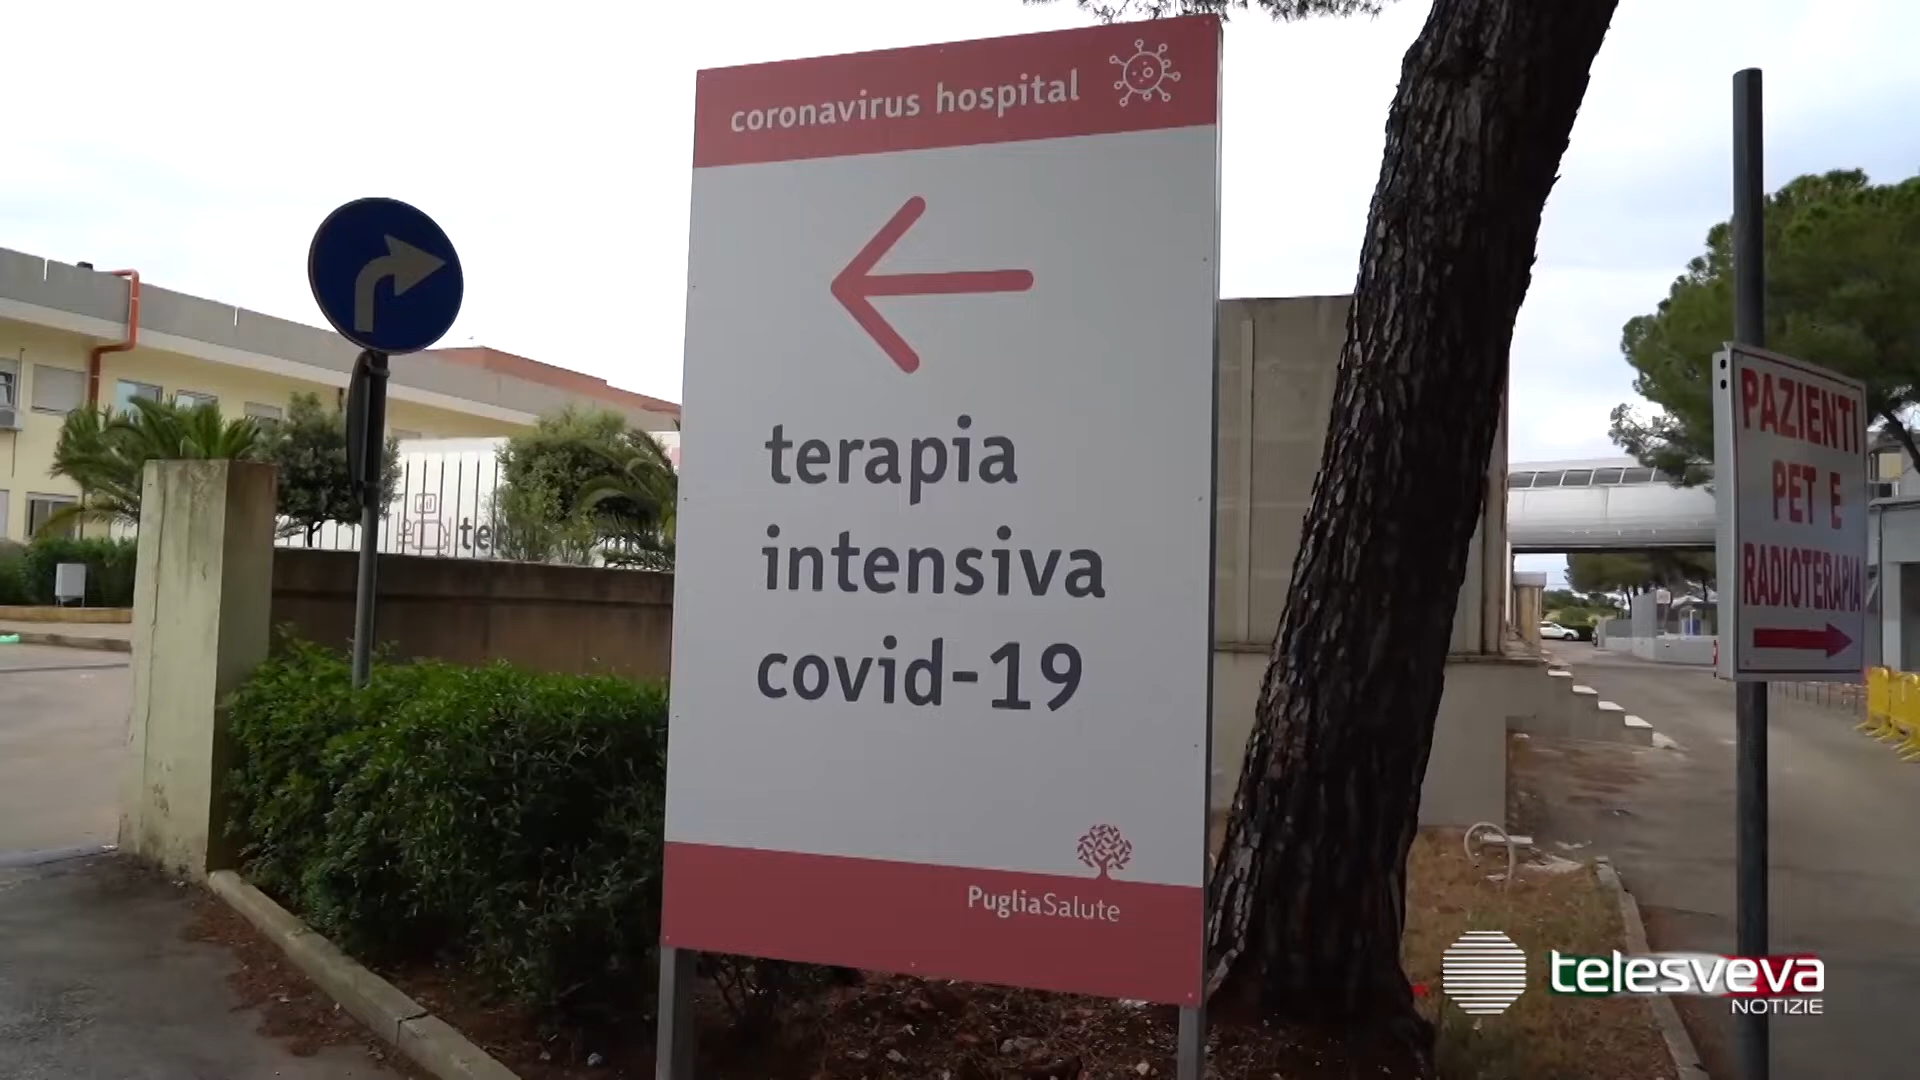 coronavirus hospital
terapia
intensiva
covid-19
PugliaSalute
PAZIENTI
PET E
RADIOTERAPIA
telesveva
NOTIZIE